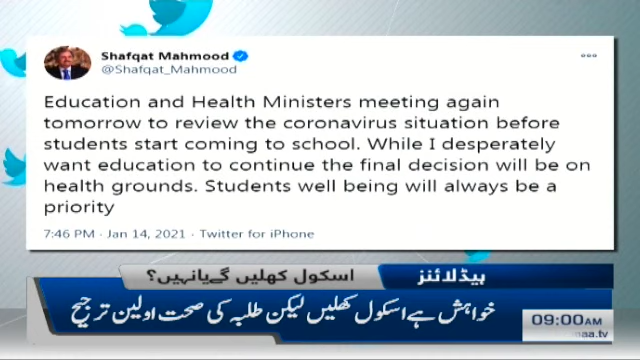 Shafqat Mahmood
@Shafqat_Mahmood
Education and Health Ministers meeting again
tomorrow to review the coronavirus situation before
students start coming to school. While I desperately
want education to continue the final decision will be on
health grounds. Students well being will always be a
priority
7:46 PM · Jan 14, 2021 · Twitter for iPhone
ہیڈلائنز
اسکول کھلیں گے یا نہیں؟
خواہش ہے اسکول کھلیں لیکن طلبہ کی صحت اولین ترجیح
09:00AM
maa.tv